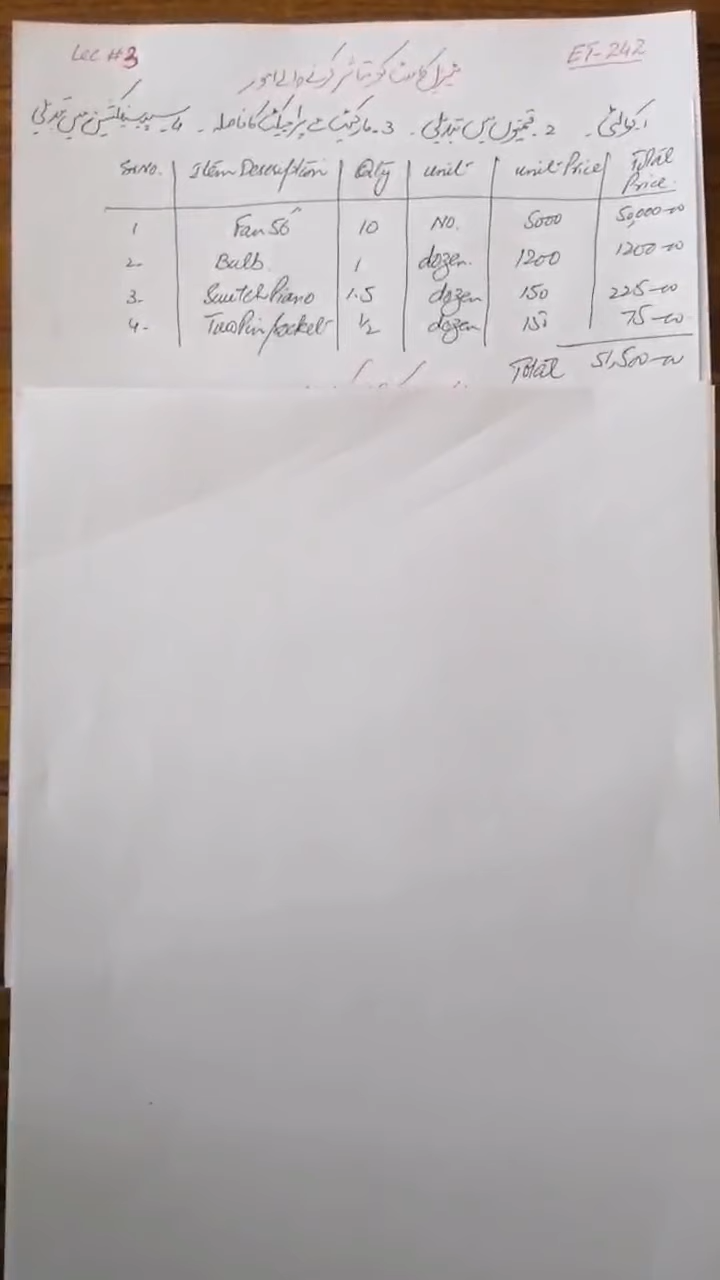 Lec #3 ET-242
میٹیریل کاسٹ کو متاثر کرنے والے امور
1. کوالٹی۔ 2. قیمتوں میں تبدیلی۔ 3. مارکیٹ سے پراجیکٹ کا فاصلہ۔ 4. سپیسیفکیشن میں تبدیلی
Sr.No. Item Description Qty unit unit Price Total Price.
1 Fan 56" 10 No. 5000 50,000-00
2- Bulb 1 dozen. 1200 1200-00
3- Switch Piano 1.5 dozen 150 225-00
4- Two Pin socket 1/2 dozen 150 75-00
Total 51,500-00